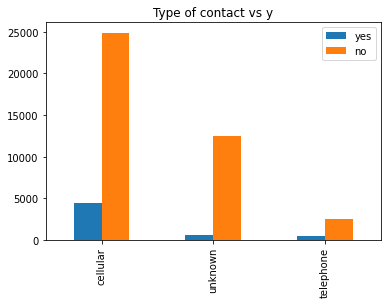 Type of contact vs y
yes
no
25000
20000
15000
10000
5000
0
cellular
unknown
telephone